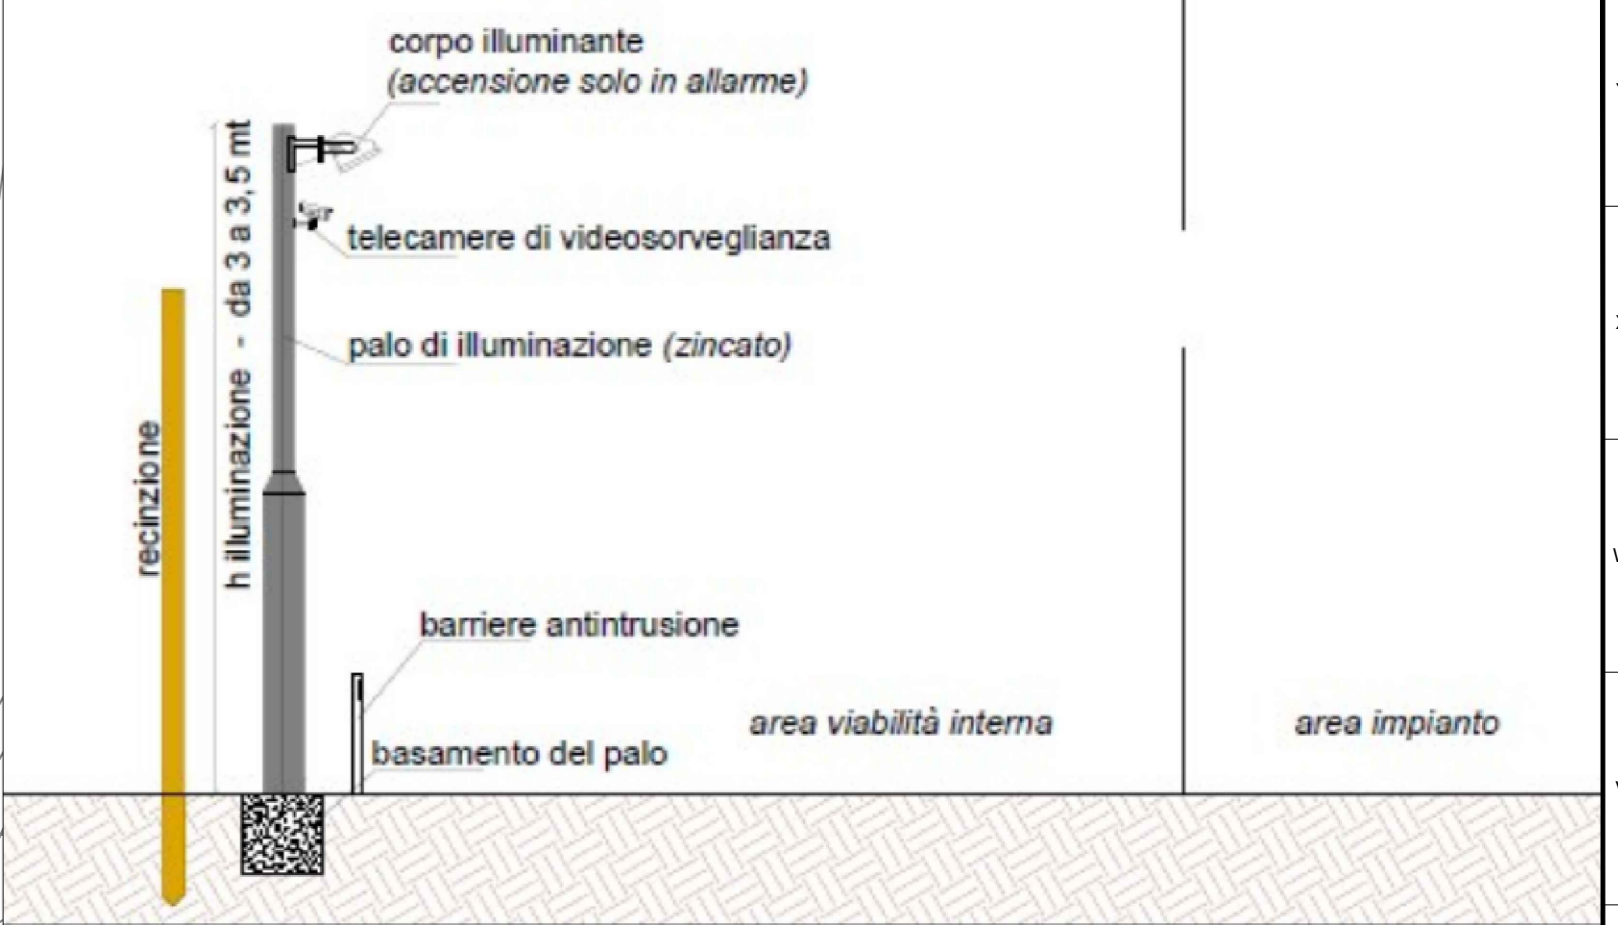 corpo illuminante
(accensione solo in allarme)
h illuminazione - da 3 a 3,5 mt
telecamere di videosorveglianza
palo di illuminazione (zincato)
recinzione
barriere antintrusione
area viabilità interna
area impianto
basamento del palo